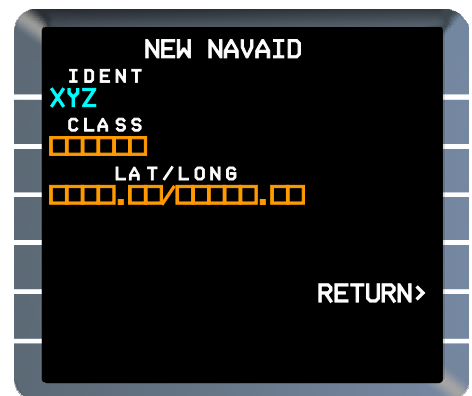 NEW NAVAID
IDENT
XYZ
CLASS
□□□□□□
LAT/LONG
□□□□.□□/□□□□□.□□
RETURN>